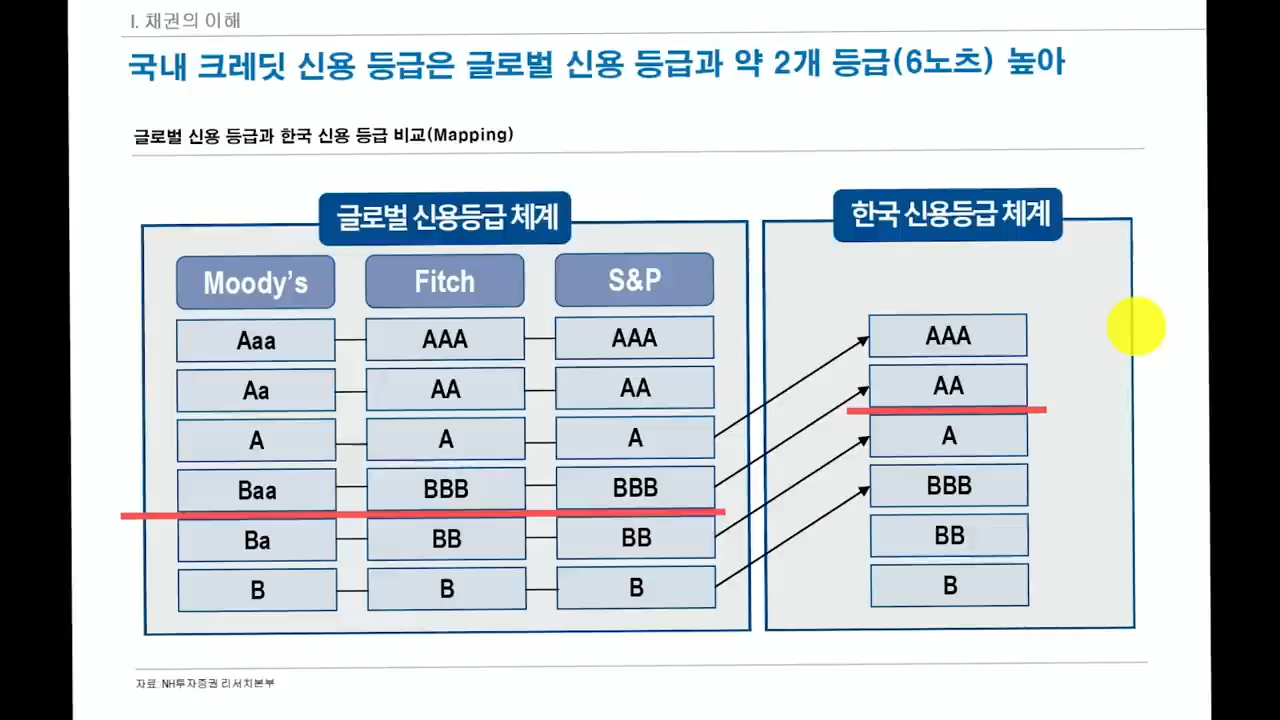 I. 채권의 이해
국내 크레딧 신용 등급은 글로벌 신용 등급과 약 2개 등급(6노츠) 높아
글로벌 신용 등급과 한국 신용 등급 비교(Mapping)
글로벌 신용등급 체계
한국 신용등급 체계
Moody's Fitch S&P
Aaa AAA AAA AAA
Aa AA AA AA
A A A A
Baa BBB BBB BBB
Ba BB BB BB
B B B B
자료: NH투자증권 리서치본부